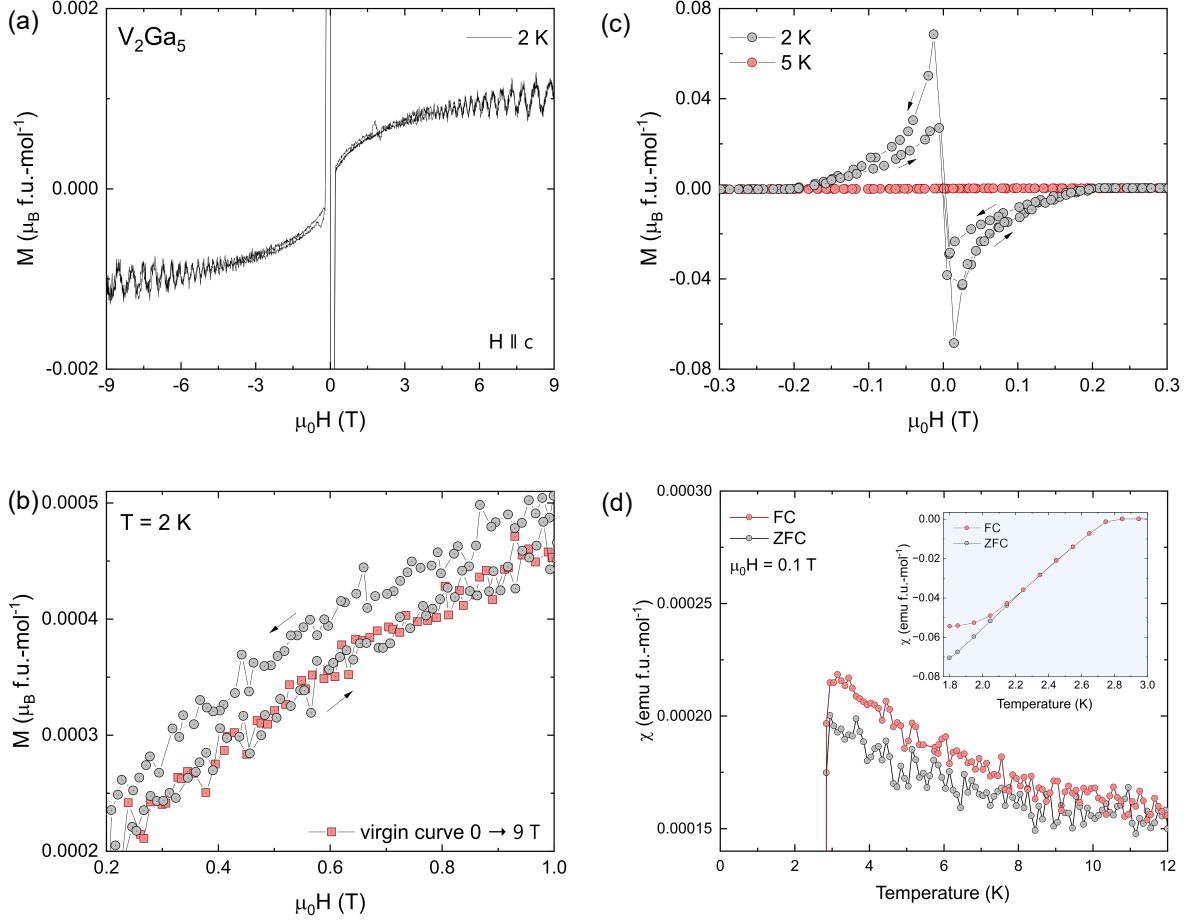 (a)
V₂Ga₅
2 K
H ∥ c
0.002
0.000
-0.002
M (μ_B f.u.-mol⁻¹)
-9 -6 -3 0 3 6 9
μ₀H (T)
(c)
2 K
5 K
0.08
0.04
0.00
-0.04
-0.08
M (μ_B f.u.-mol⁻¹)
-0.3 -0.2 -0.1 0.0 0.1 0.2 0.3
μ₀H (T)
(b)
T = 2 K
virgin curve 0 → 9 T
0.0005
0.0004
0.0003
0.0002
M (μ_B f.u.-mol⁻¹)
0.2 0.4 0.6 0.8 1.0
μ₀H (T)
(d)
FC
ZFC
μ₀H = 0.1 T
0.00030
0.00025
0.00020
0.00015
χ (emu f.u.-mol⁻¹)
0 2 4 6 8 10 12
Temperature (K)
FC
ZFC
0.00
−0.02
−0.04
−0.06
−0.08
χ (emu f.u.-mol⁻¹)
1.8 2.0 2.2 2.4 2.6 2.8 3.0
Temperature (K)